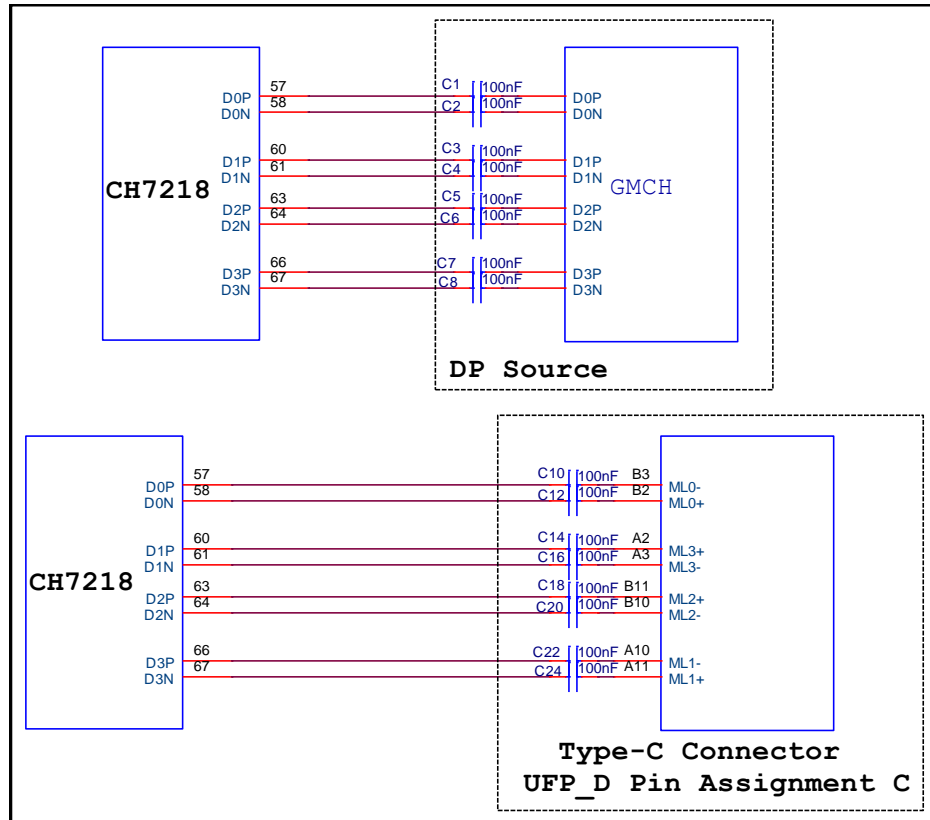 57 C1 100nF
D0P D0P
58 C2 100nF
D0N D0N
60 C3 100nF
D1P D1P
61 C4 100nF
D1N D1N
CH7218 GMCH
63 C5 100nF
D2P D2P
64 C6 100nF
D2N D2N
66 C7 100nF
D3P D3P
67 C8 100nF
D3N D3N
DP Source
57 C10 100nF B3
D0P ML0-
58 C12 100nF B2
D0N ML0+
60 C14 100nF A2
D1P ML3+
61 C16 100nF A3
D1N ML3-
CH7218
63 C18 100nF B11
D2P ML2+
64 C20 100nF B10
D2N ML2-
66 C22 100nF A10
D3P ML1-
67 C24 100nF A11
D3N ML1+
Type-C Connector
UFP_D Pin Assignment C